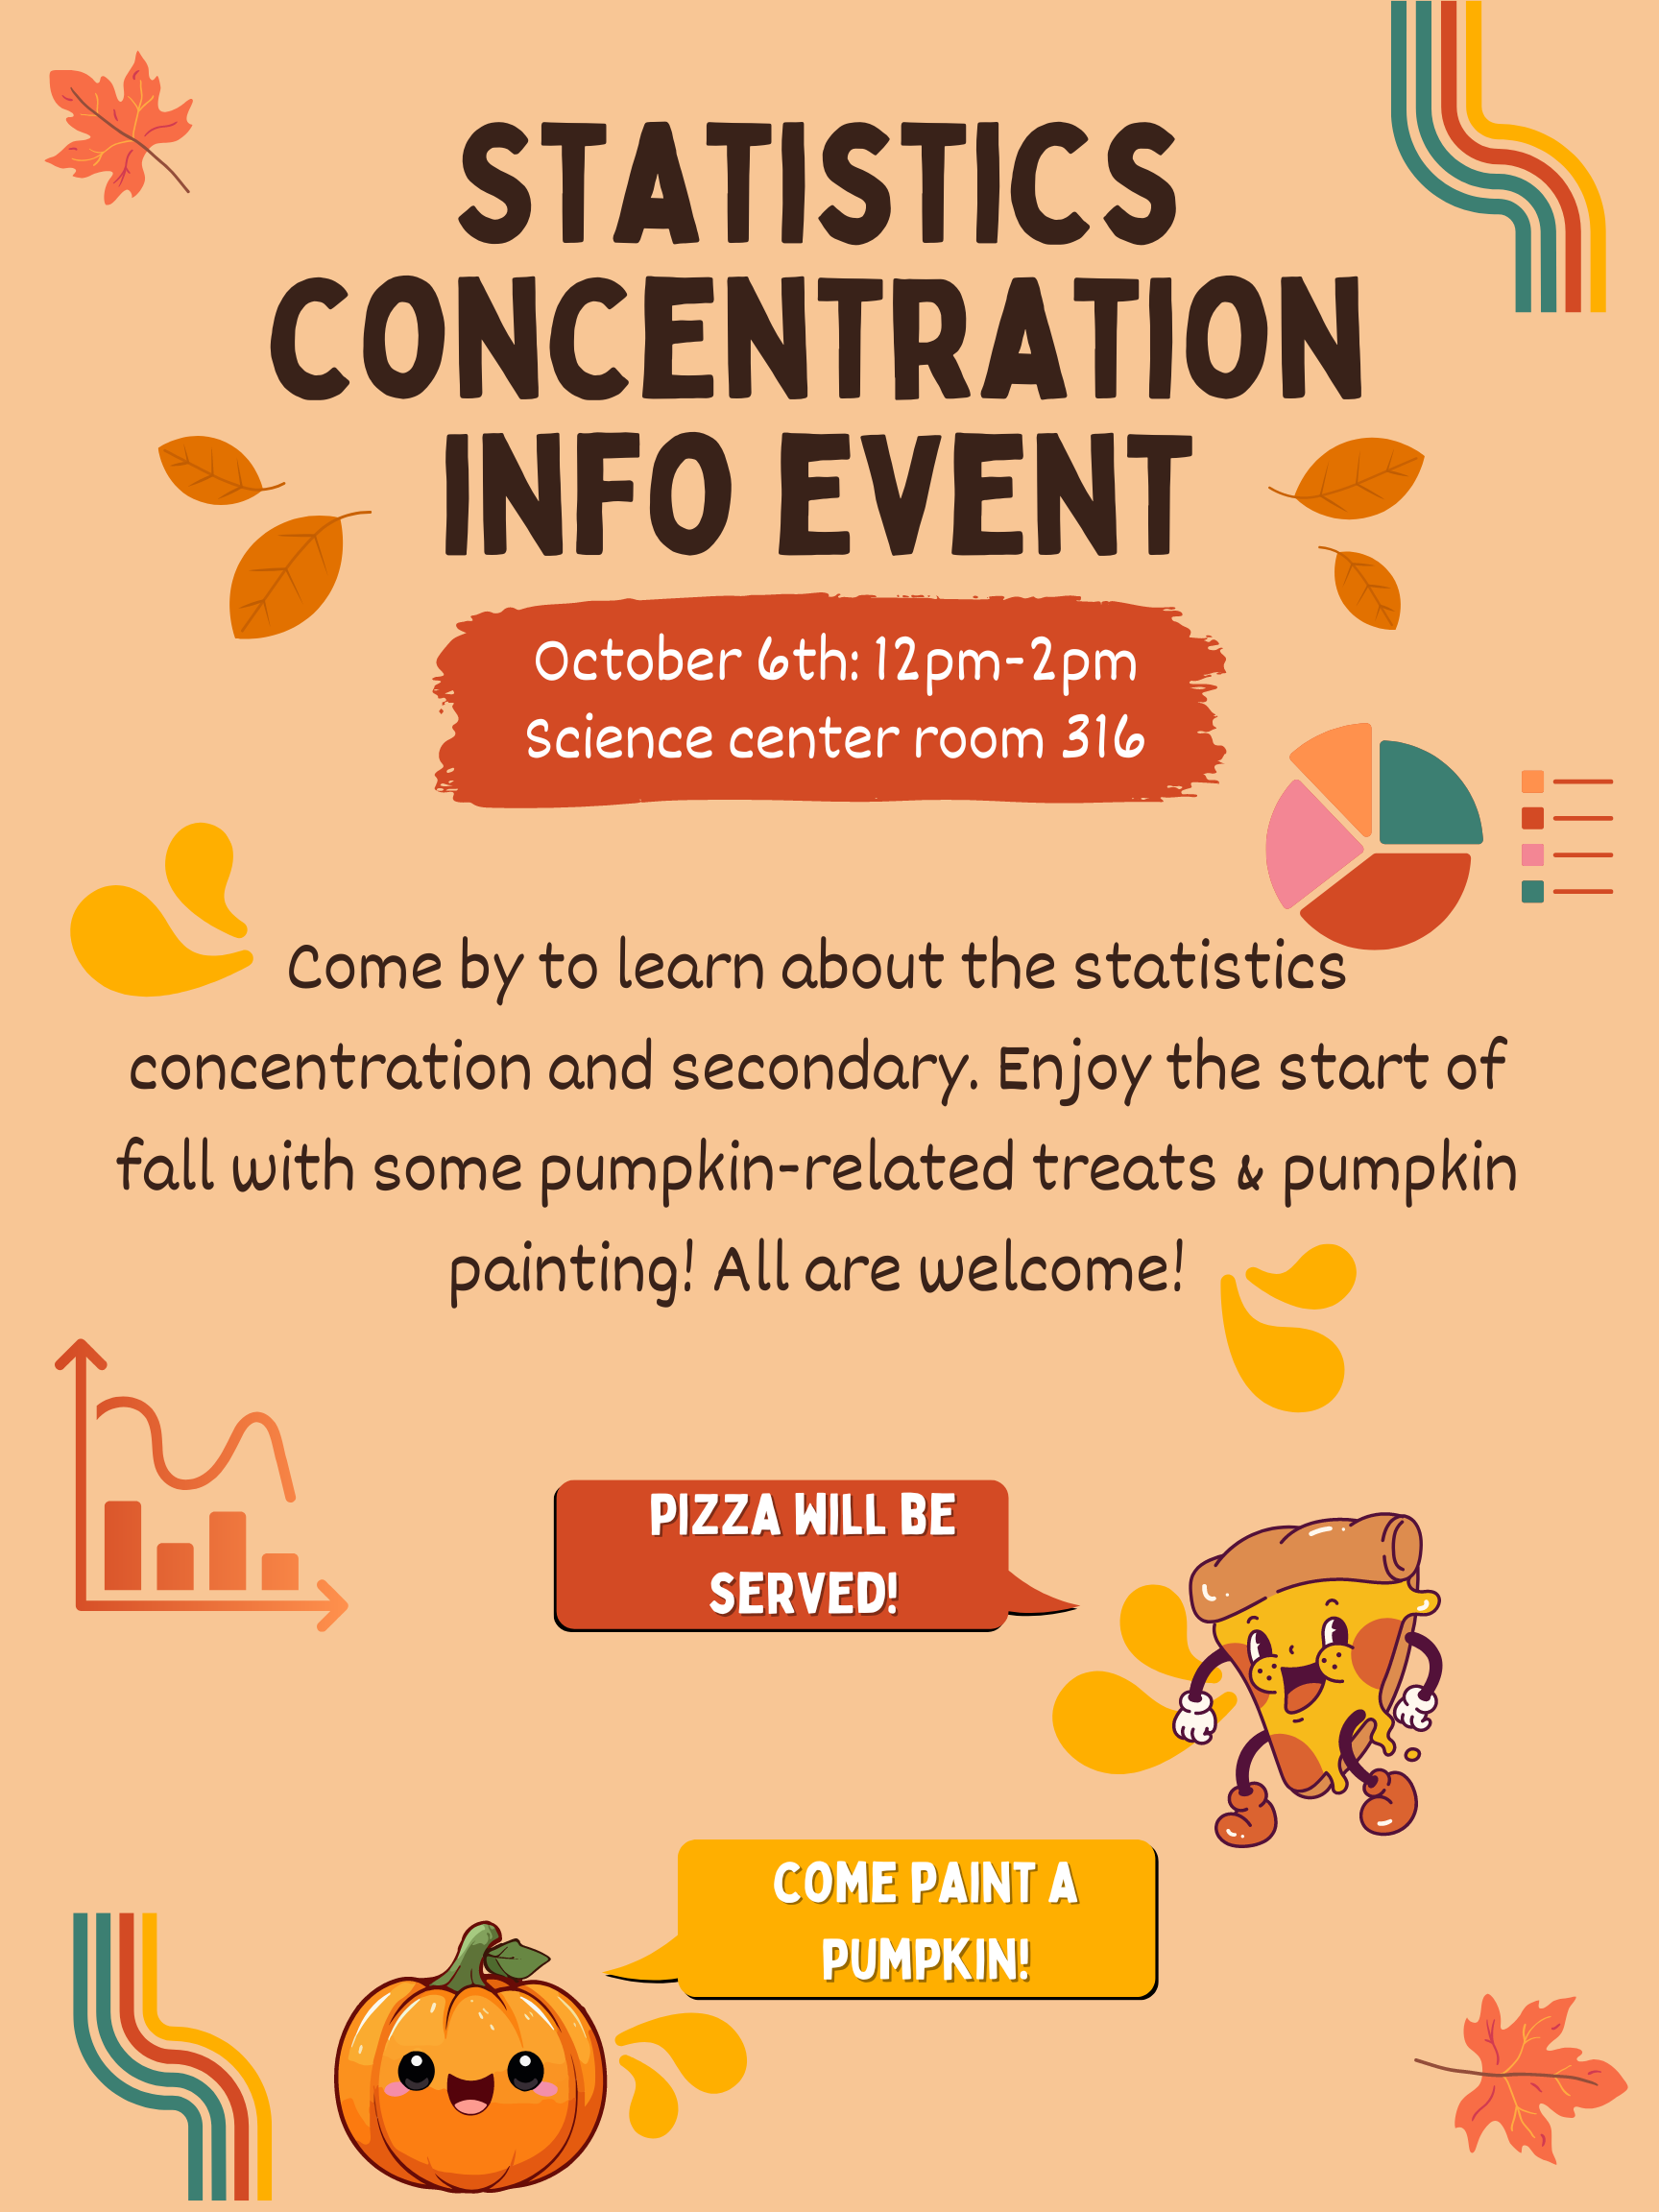 STATISTICS
CONCENTRATION
INFO EVENT
October 6th: 12pm-2pm
Science center room 316
Come by to learn about the statistics
concentration and secondary. Enjoy the start of
fall with some pumpkin-related treats & pumpkin
painting! All are welcome!
PIZZA WILL BE
SERVED!
COME PAINT A
PUMPKIN!